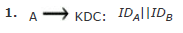 1. A ⟶ KDC: ID_A||ID_B